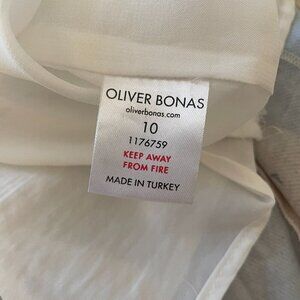 OLIVER BONAS
oliverbonas.com
10
1176759
KEEP AWAY
FROM FIRE
MADE IN TURKEY